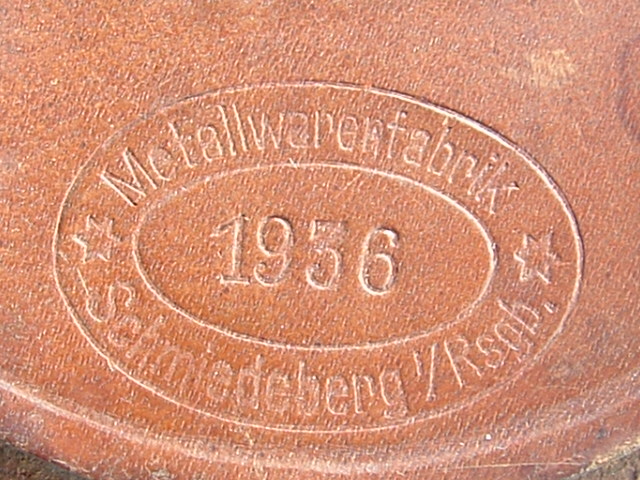 Metallwarenfabrik
1936
Schmiedeberg i/Rsgb.